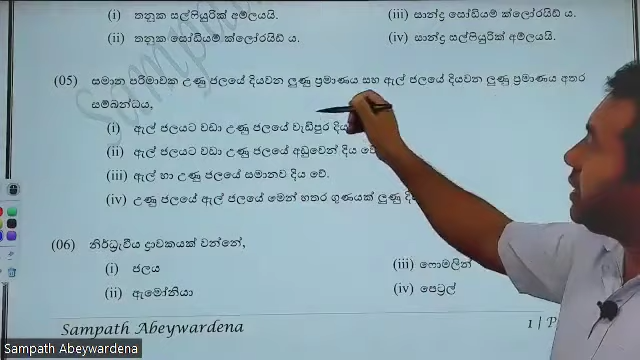 (i) තනුක සල්ෆියුරික් අම්ලයයි. (iii) සාන්ද්‍ර සෝඩියම් ක්ලෝරයිඩ් ය.
(ii) තනුක සෝඩියම් ක්ලෝරයිඩ් ය. (iv) සාන්ද්‍ර සල්ෆියුරික් අම්ලයයි.
(05) සමාන පරිමාවක උණු ජලයේ දියවන ලුණු ප්‍රමාණය සහ ඇල් ජලයේ දියවන ලුණු ප්‍රමාණය අතර
සම්බන්ධය,
(i) ඇල් ජලයට වඩා උණු ජලයේ වැඩිපුර
(ii) ඇල් ජලයට වඩා උණු ජලයේ අඩුවෙන් දිය වේ
(iii) ඇල් හා උණු ජලයේ සමානව දිය වේ.
(iv) උණු ජලයේ ඇල් ජලයේ මෙන් හතර ගුණයක් ලුණු
(06) නිර්ධ්‍රැවීය ද්‍රාවකයක් වන්නේ,
(i) ජලය (iii) ෆොමලින්
(ii) ඇමෝනියා (iv) පෙට්‍රල්
Sampath Abeywardena 1 | P
Sampath Abeywardena